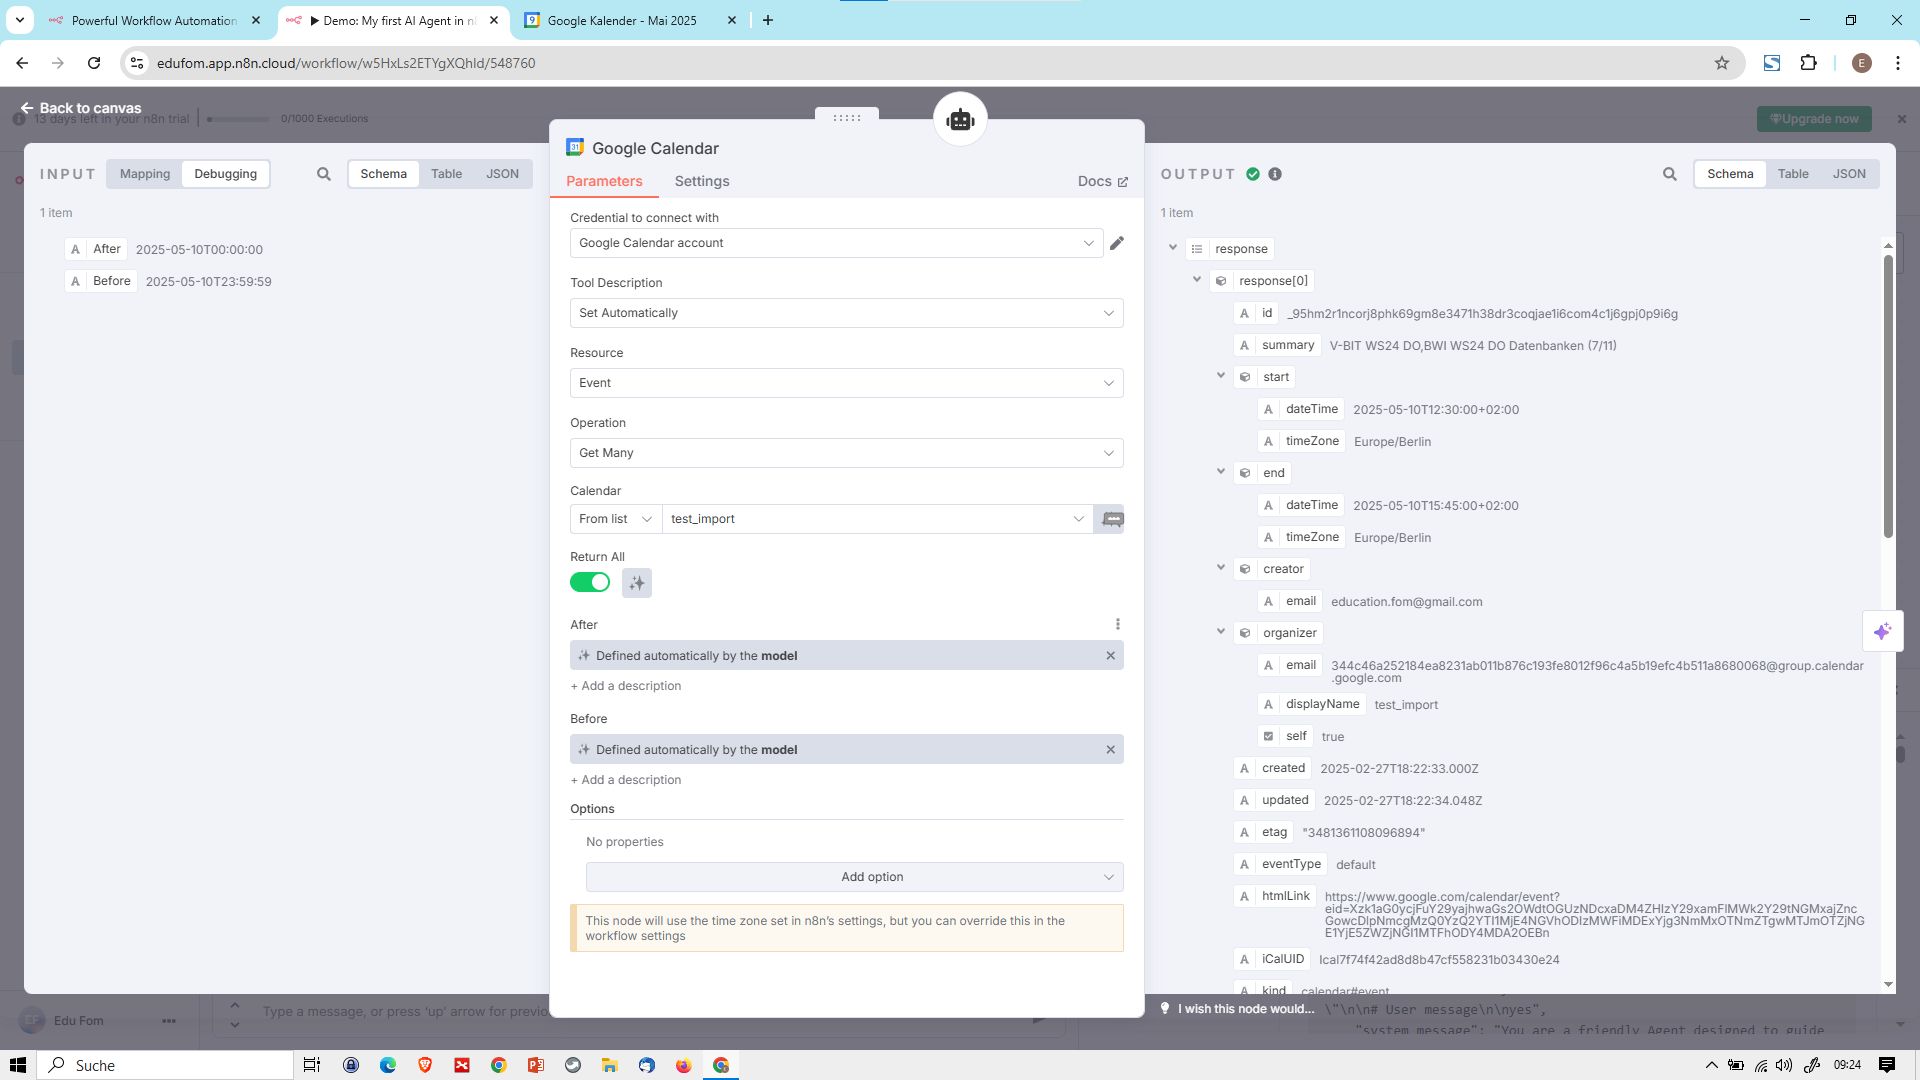 Powerful Workflow Automation
▶ Demo: My first AI Agent in n
Google Kalender - Mai 2025
edufom.app.n8n.cloud/workflow/w5HxLs2ETYgXQhId/548760
E
Back to canvas
13 days left in your n8n trial
0/1000 Executions
Upgrade now
INPUT
Mapping
Debugging
Schema
Table
JSON
1 item
A After 2025-05-10T00:00:00
A Before 2025-05-10T23:59:59
31 Google Calendar
Parameters
Settings
Docs
Credential to connect with
Google Calendar account
Tool Description
Set Automatically
Resource
Event
Operation
Get Many
Calendar
From list
test_import
Return All
After
Defined automatically by the model
+ Add a description
Before
Defined automatically by the model
+ Add a description
Options
No properties
Add option
This node will use the time zone set in n8n's settings, but you can override this in the
workflow settings
OUTPUT
Schema
Table
JSON
1 item
response
response[0]
A id
A summary V-BIT WS24 DO,BWI WS24 DO Datenbanken (7/11)
start
A dateTime 2025-05-10T12:30:00+02:00
A timeZone Europe/Berlin
end
A dateTime 2025-05-10T15:45:00+02:00
A timeZone Europe/Berlin
creator
A email education.fom@gmail.com
organizer
A email 344c46a252184ea8231ab011b876c193fe8012f96c4a5b19efc4b511a8680068@group.calendar
.google.com
A displayName test_import
self true
A created 2025-02-27T18:22:33.000Z
A updated 2025-02-27T18:22:34.048Z
A etag "3481361108096894"
A eventType default
A htmlLink https://www.google.com/calendar/event?
A iCalUID
A kind calendar#event
I wish this node would...
EF Edu Fom
Type a message, or press 'up' arrow for previo
\"\n\n# User message\n\nyes",
"system_message": "You are a friendly Agent designed to guide
Suche
09:24